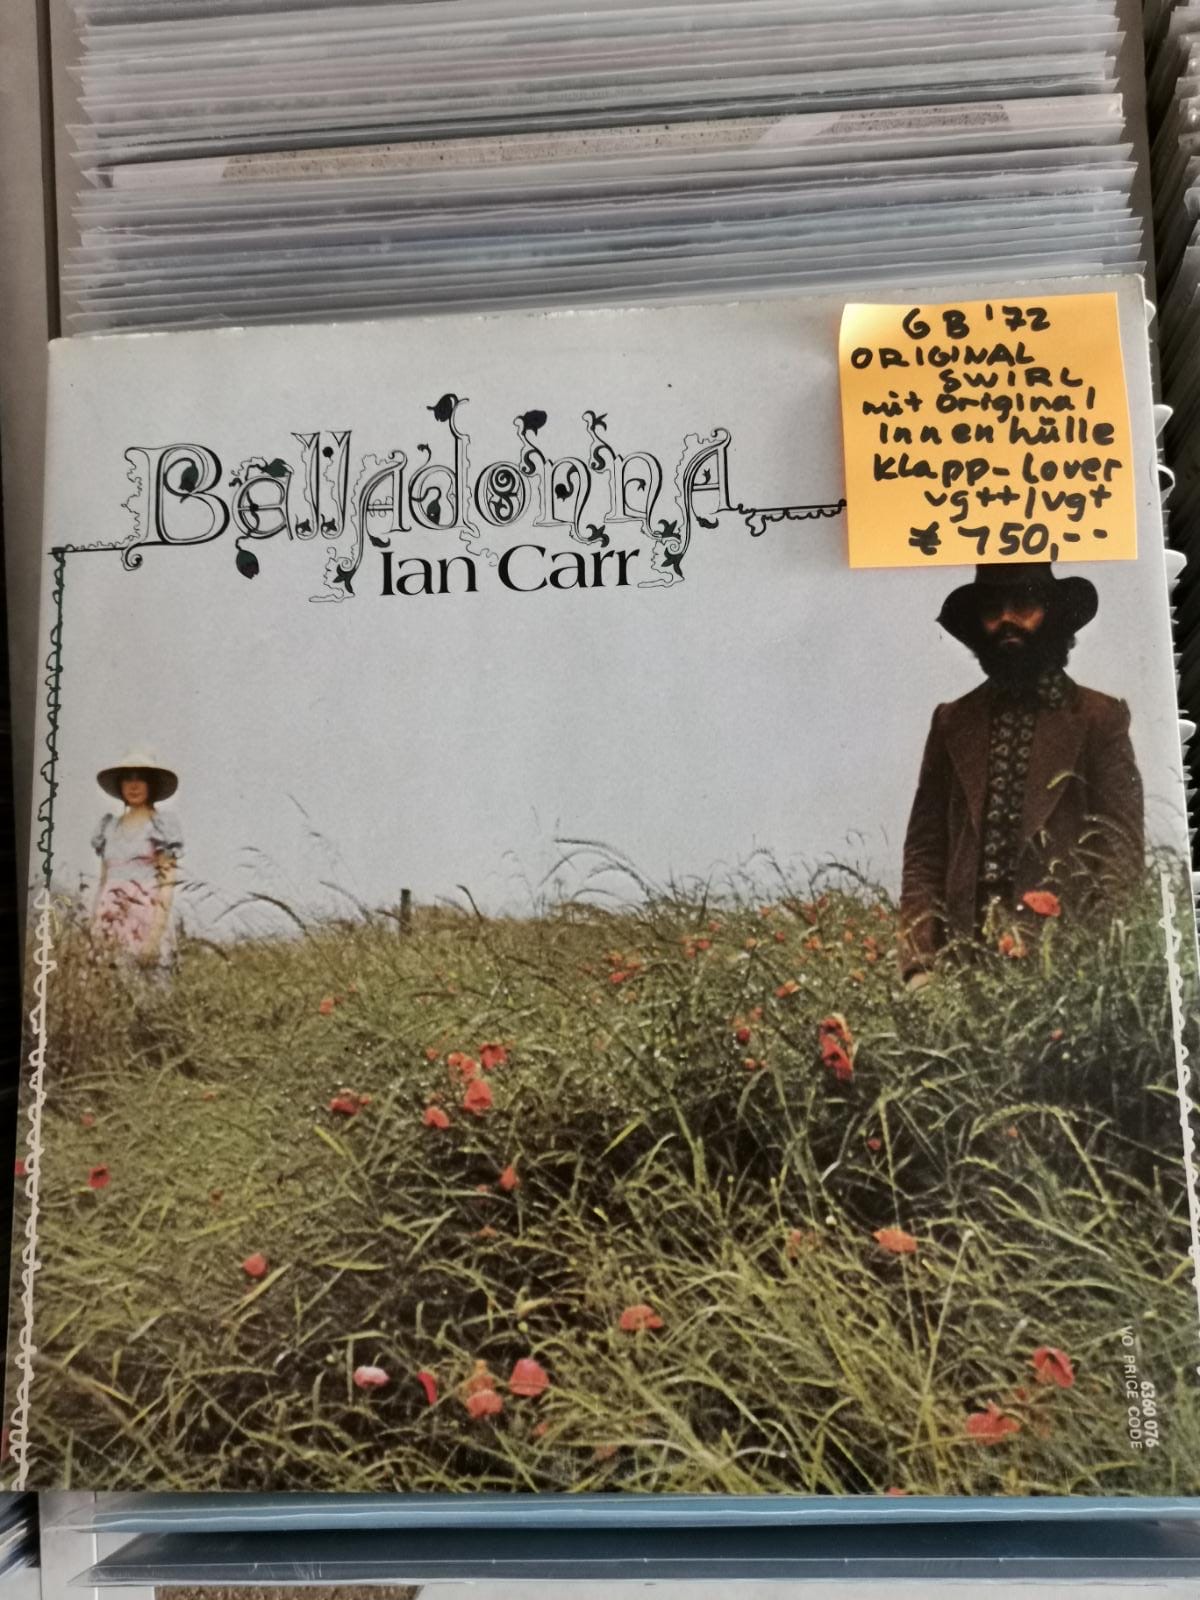 GB '72
ORIGINAL
SWIRL
mit original
Innenhülle
Klapp-Cover
vg++/vg+
€ 750,--
Belladonna
Ian Carr
6360 076
VO PRICE CODE